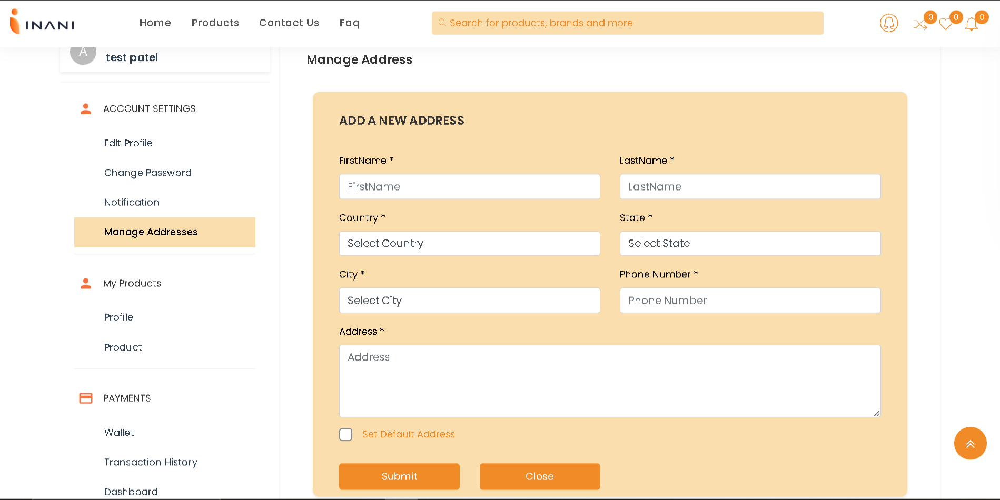 INANI
Home
Products
Contact Us
Faq
Search for products, brands and more
0
0
0
A
test patel
ACCOUNT SETTINGS
Edit Profile
Change Password
Notification
Manage Addresses
My Products
Profile
Product
PAYMENTS
Wallet
Transaction History
Dashboard
Manage Address
ADD A NEW ADDRESS
FirstName *
FirstName
LastName *
LastName
Country *
Select Country
State *
Select State
City *
Select City
Phone Number *
Phone Number
Address *
Address
Set Default Address
Submit
Close